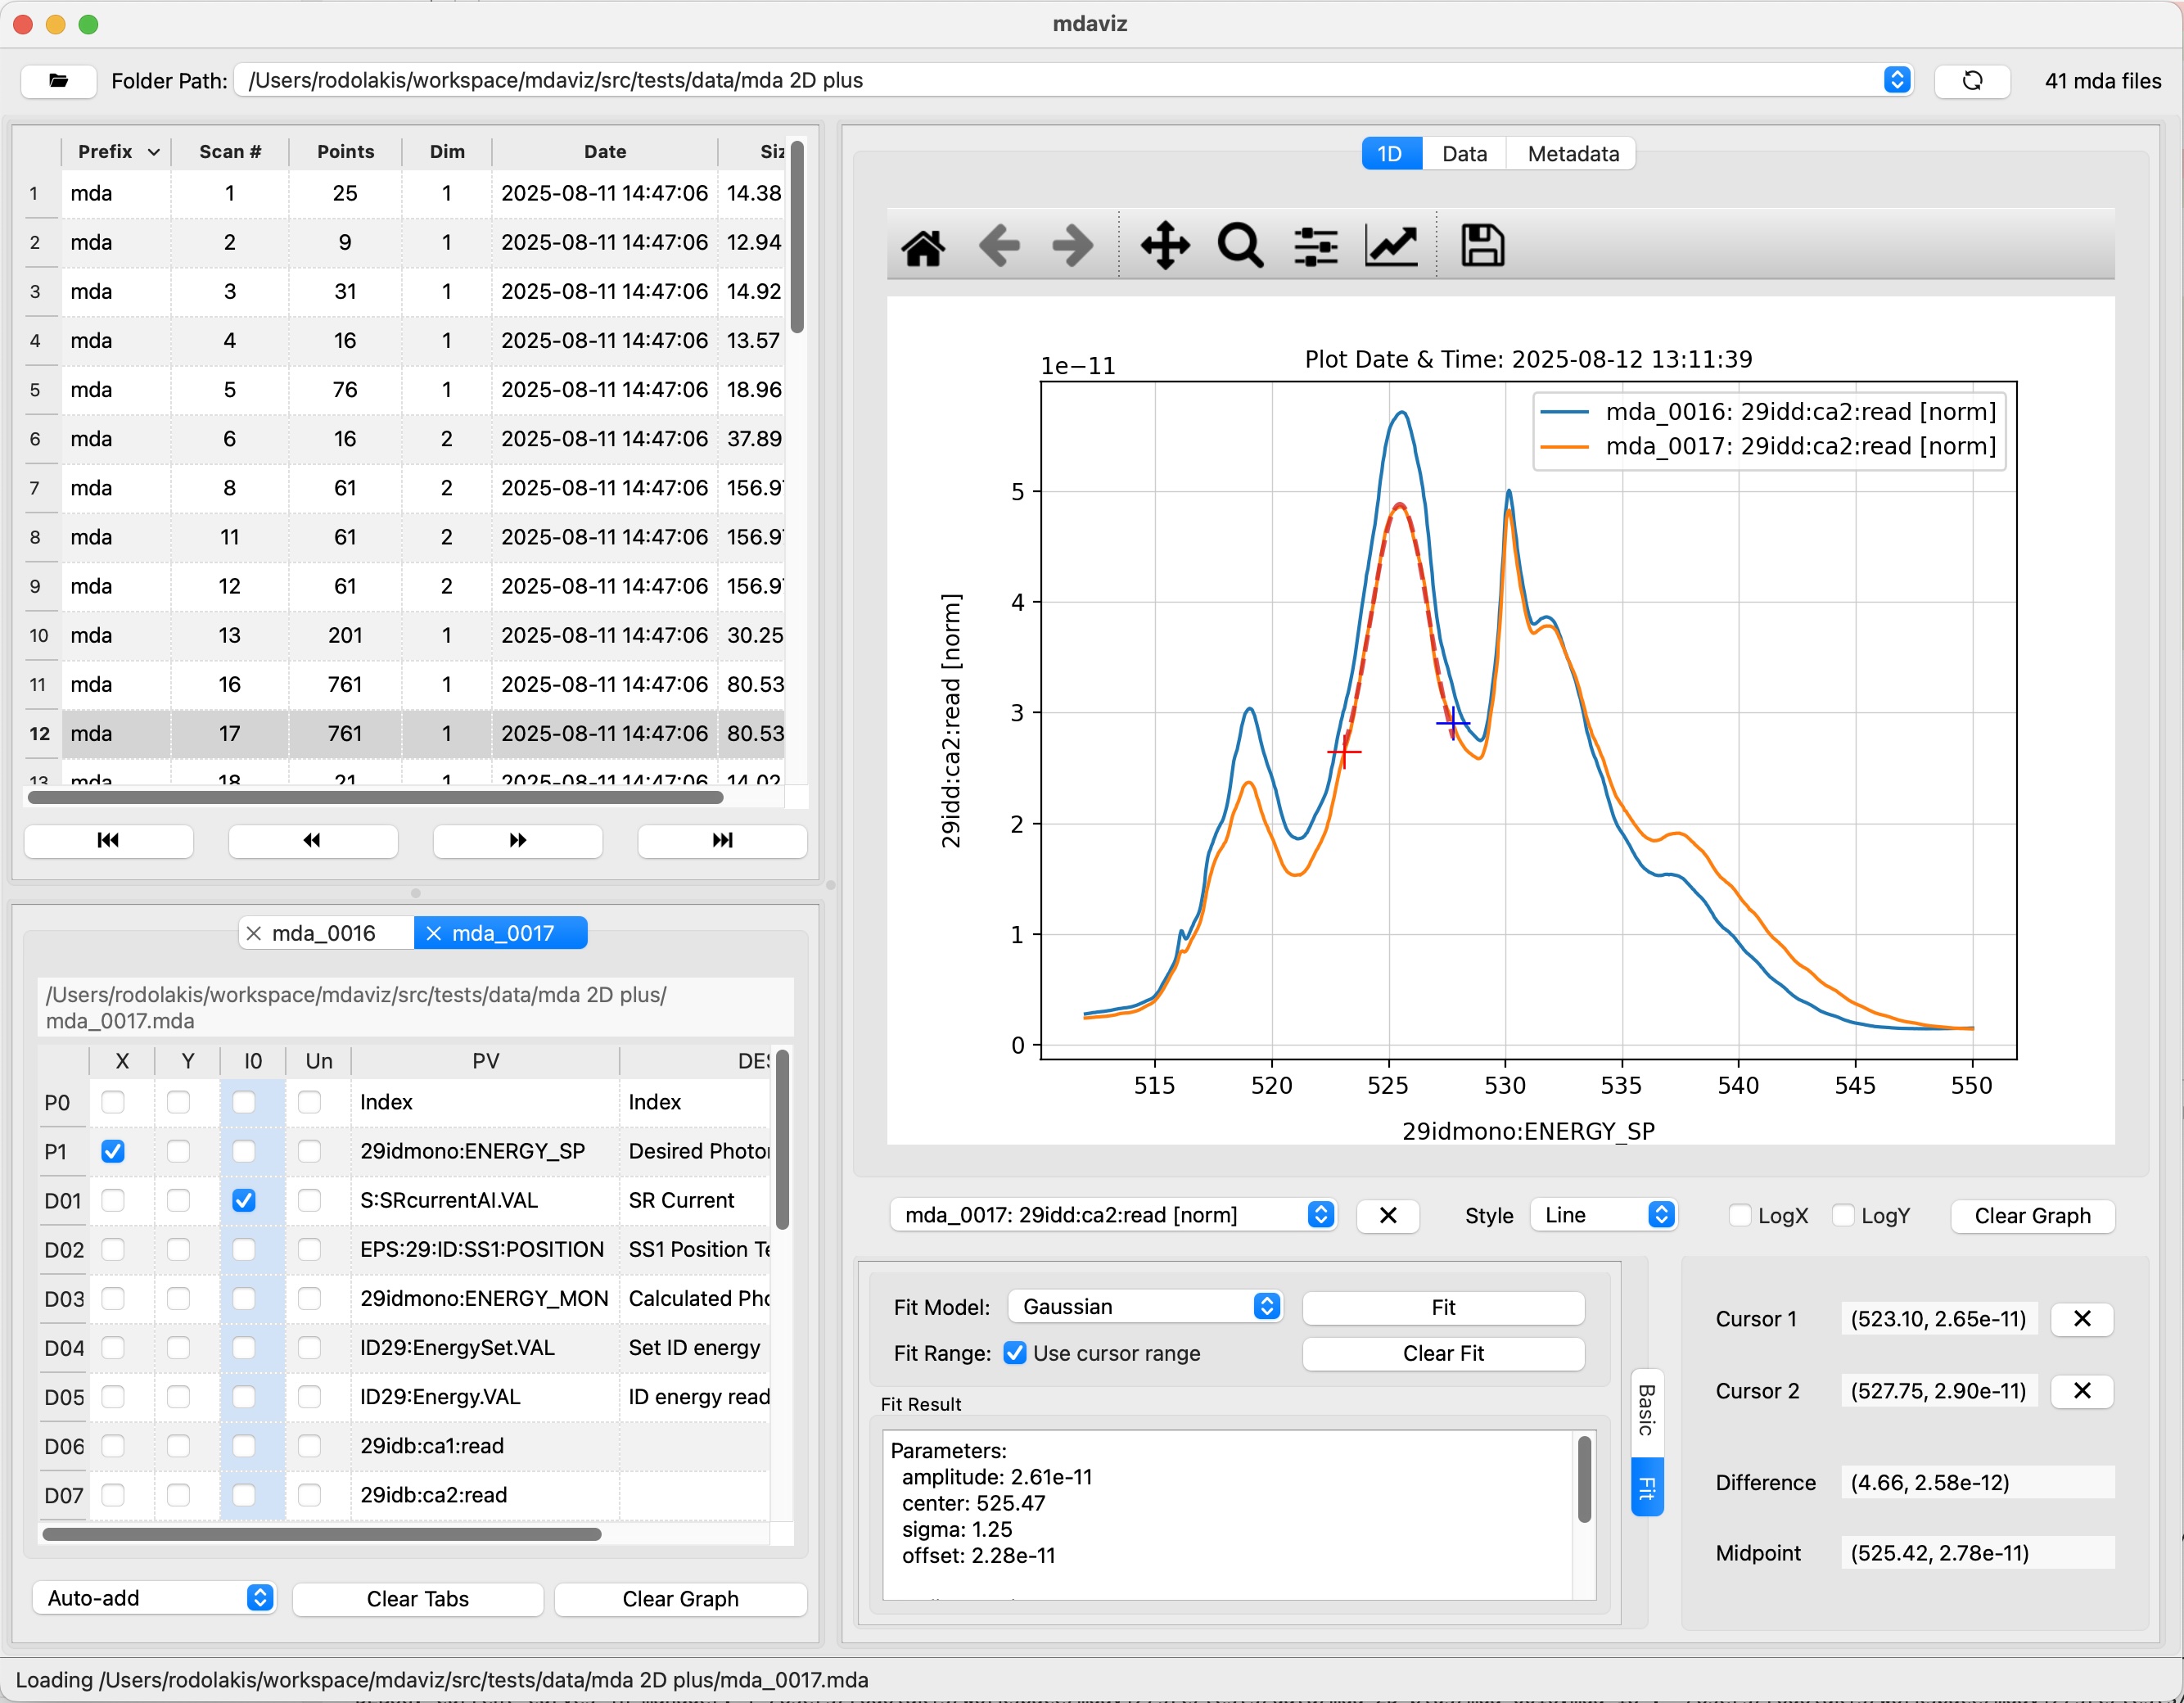 mdaviz
Folder Path: /Users/rodolakis/workspace/mdaviz/src/tests/data/mda 2D plus 41 mda files
Prefix Scan # Points Dim Date
1 mda 1 25 1 2025-08-11 14:47:06 14.38
2 mda 2 9 1 2025-08-11 14:47:06 12.94
3 mda 3 31 1 2025-08-11 14:47:06 14.92
4 mda 4 16 1 2025-08-11 14:47:06 13.57
5 mda 5 76 1 2025-08-11 14:47:06 18.96
6 mda 6 16 2 2025-08-11 14:47:06 37.89
7 mda 8 61 2 2025-08-11 14:47:06 156.9
8 mda 11 61 2 2025-08-11 14:47:06 156.9
9 mda 12 61 2 2025-08-11 14:47:06 156.9
10 mda 13 201 1 2025-08-11 14:47:06 30.25
11 mda 16 761 1 2025-08-11 14:47:06 80.53
12 mda 17 761 1 2025-08-11 14:47:06 80.53
13 mda 18 21 1 2025-08-11 14:47:06 14.02
mda_0016 mda_0017
/Users/rodolakis/workspace/mdaviz/src/tests/data/mda 2D plus/
mda_0017.mda
X Y I0 Un PV
P0 Index Index
P1 29idmono:ENERGY_SP Desired
D01 S:SRcurrentAI.VAL SR Current
D02 EPS:29:ID:SS1:POSITION SS1 Position
D03 29idmono:ENERGY_MON Calculated
D04 ID29:EnergySet.VAL Set ID energy
D05 ID29:Energy.VAL ID energy read
D06 29idb:ca1:read
D07 29idb:ca2:read
Auto-add Clear Tabs Clear Graph
1D Data Metadata
1e−11 Plot Date & Time: 2025-08-12 13:11:39
mda_0016: 29idd:ca2:read [norm]
mda_0017: 29idd:ca2:read [norm]
29idd:ca2:read [norm]
5
4
3
2
1
0
515 520 525 530 535 540 545 550
29idmono:ENERGY_SP
mda_0017: 29idd:ca2:read [norm] Style Line LogX LogY Clear Graph
Fit Model: Gaussian Fit
Fit Range: Use cursor range Clear Fit
Fit Result
Parameters:
amplitude: 2.61e-11
center: 525.47
sigma: 1.25
offset: 2.28e-11
Basic
Fit
Cursor 1 (523.10, 2.65e-11)
Cursor 2 (527.75, 2.90e-11)
Difference (4.66, 2.58e-12)
Midpoint (525.42, 2.78e-11)
Loading /Users/rodolakis/workspace/mdaviz/src/tests/data/mda 2D plus/mda_0017.mda